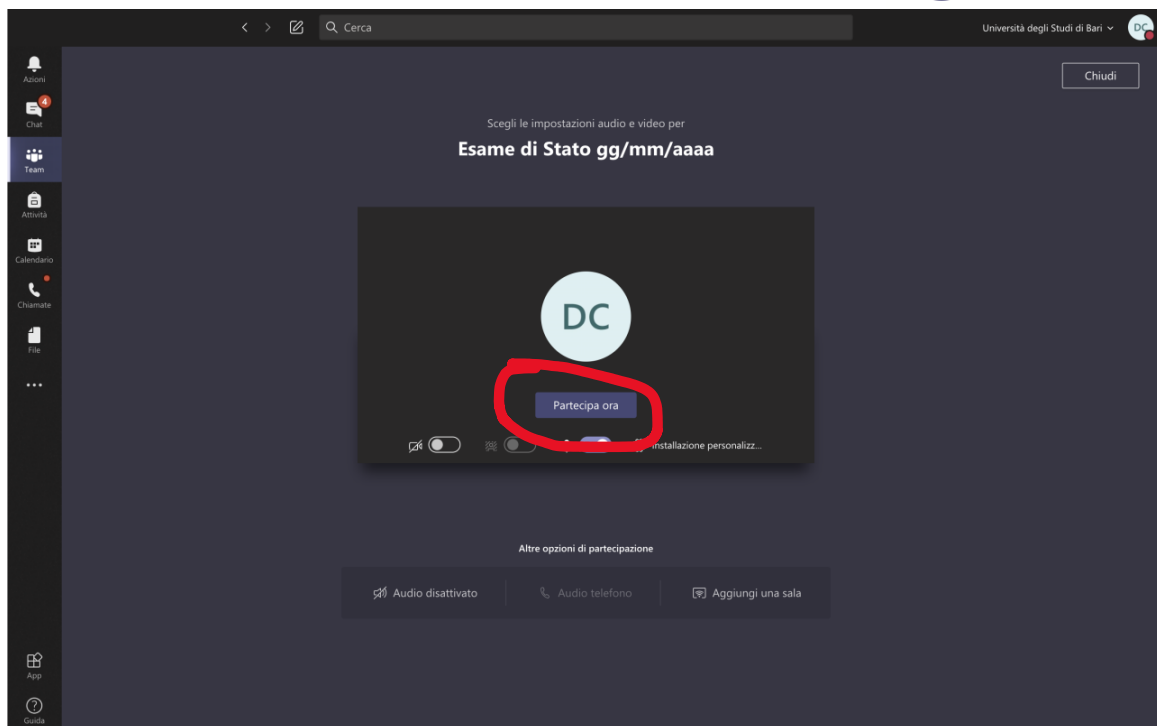 Cerca
Università degli Studi di Bari
DC
Azioni
4
Chat
Team
Attività
Calendario
Chiamate
File
App
Guida
Chiudi
Scegli le impostazioni audio e video per
Esame di Stato gg/mm/aaaa
DC
Partecipa ora
Installazione personalizz...
Altre opzioni di partecipazione
Audio disattivato
Audio telefono
Aggiungi una sala